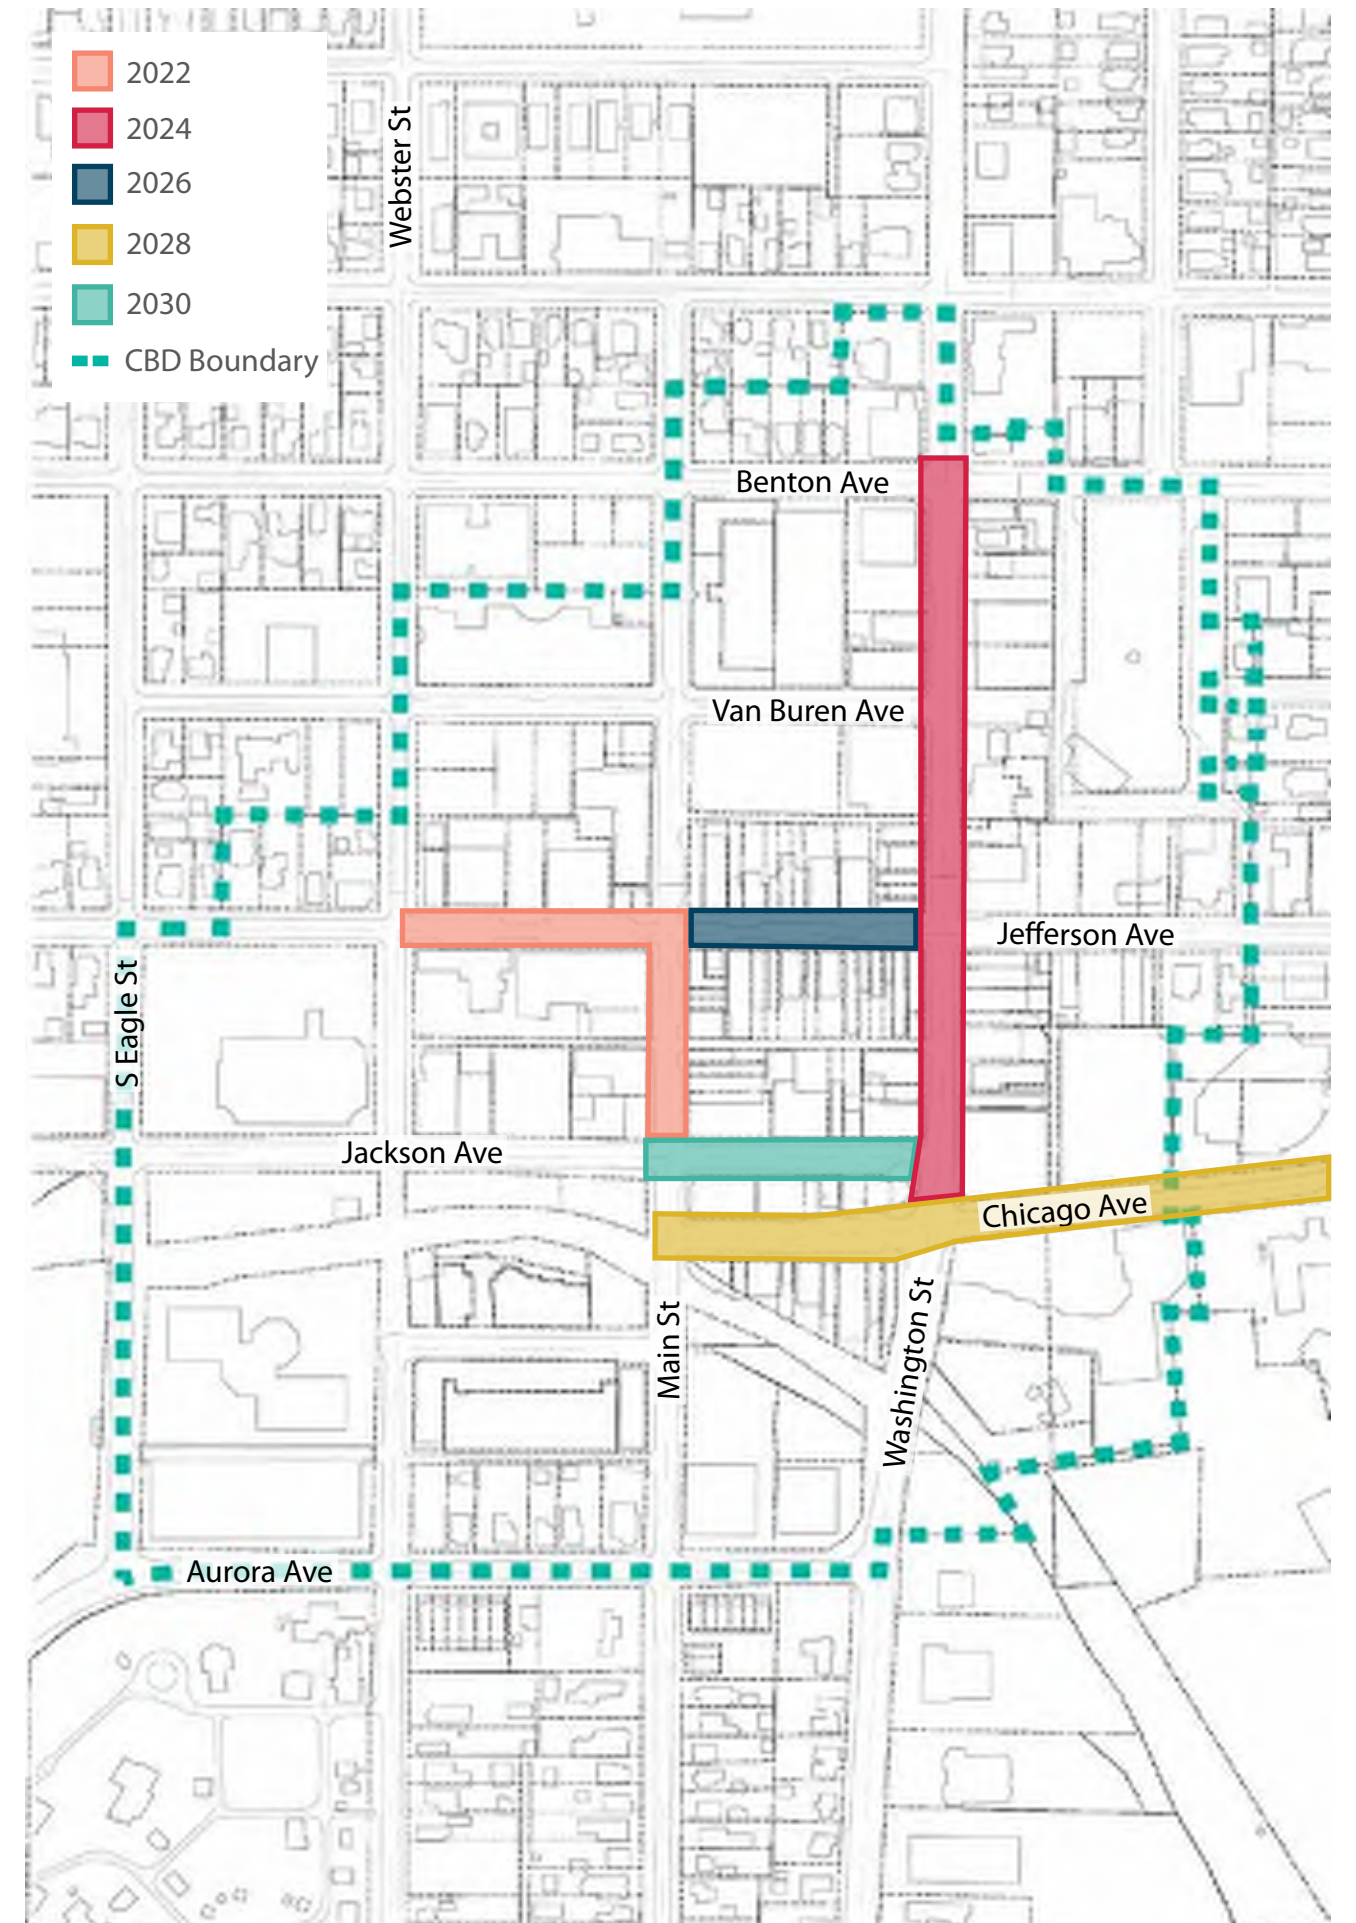 2022
2024
2026
2028
2030
CBD Boundary
Webster St
Benton Ave
Van Buren Ave
Jefferson Ave
S Eagle St
Jackson Ave
Chicago Ave
Main St
Washington St
Aurora Ave